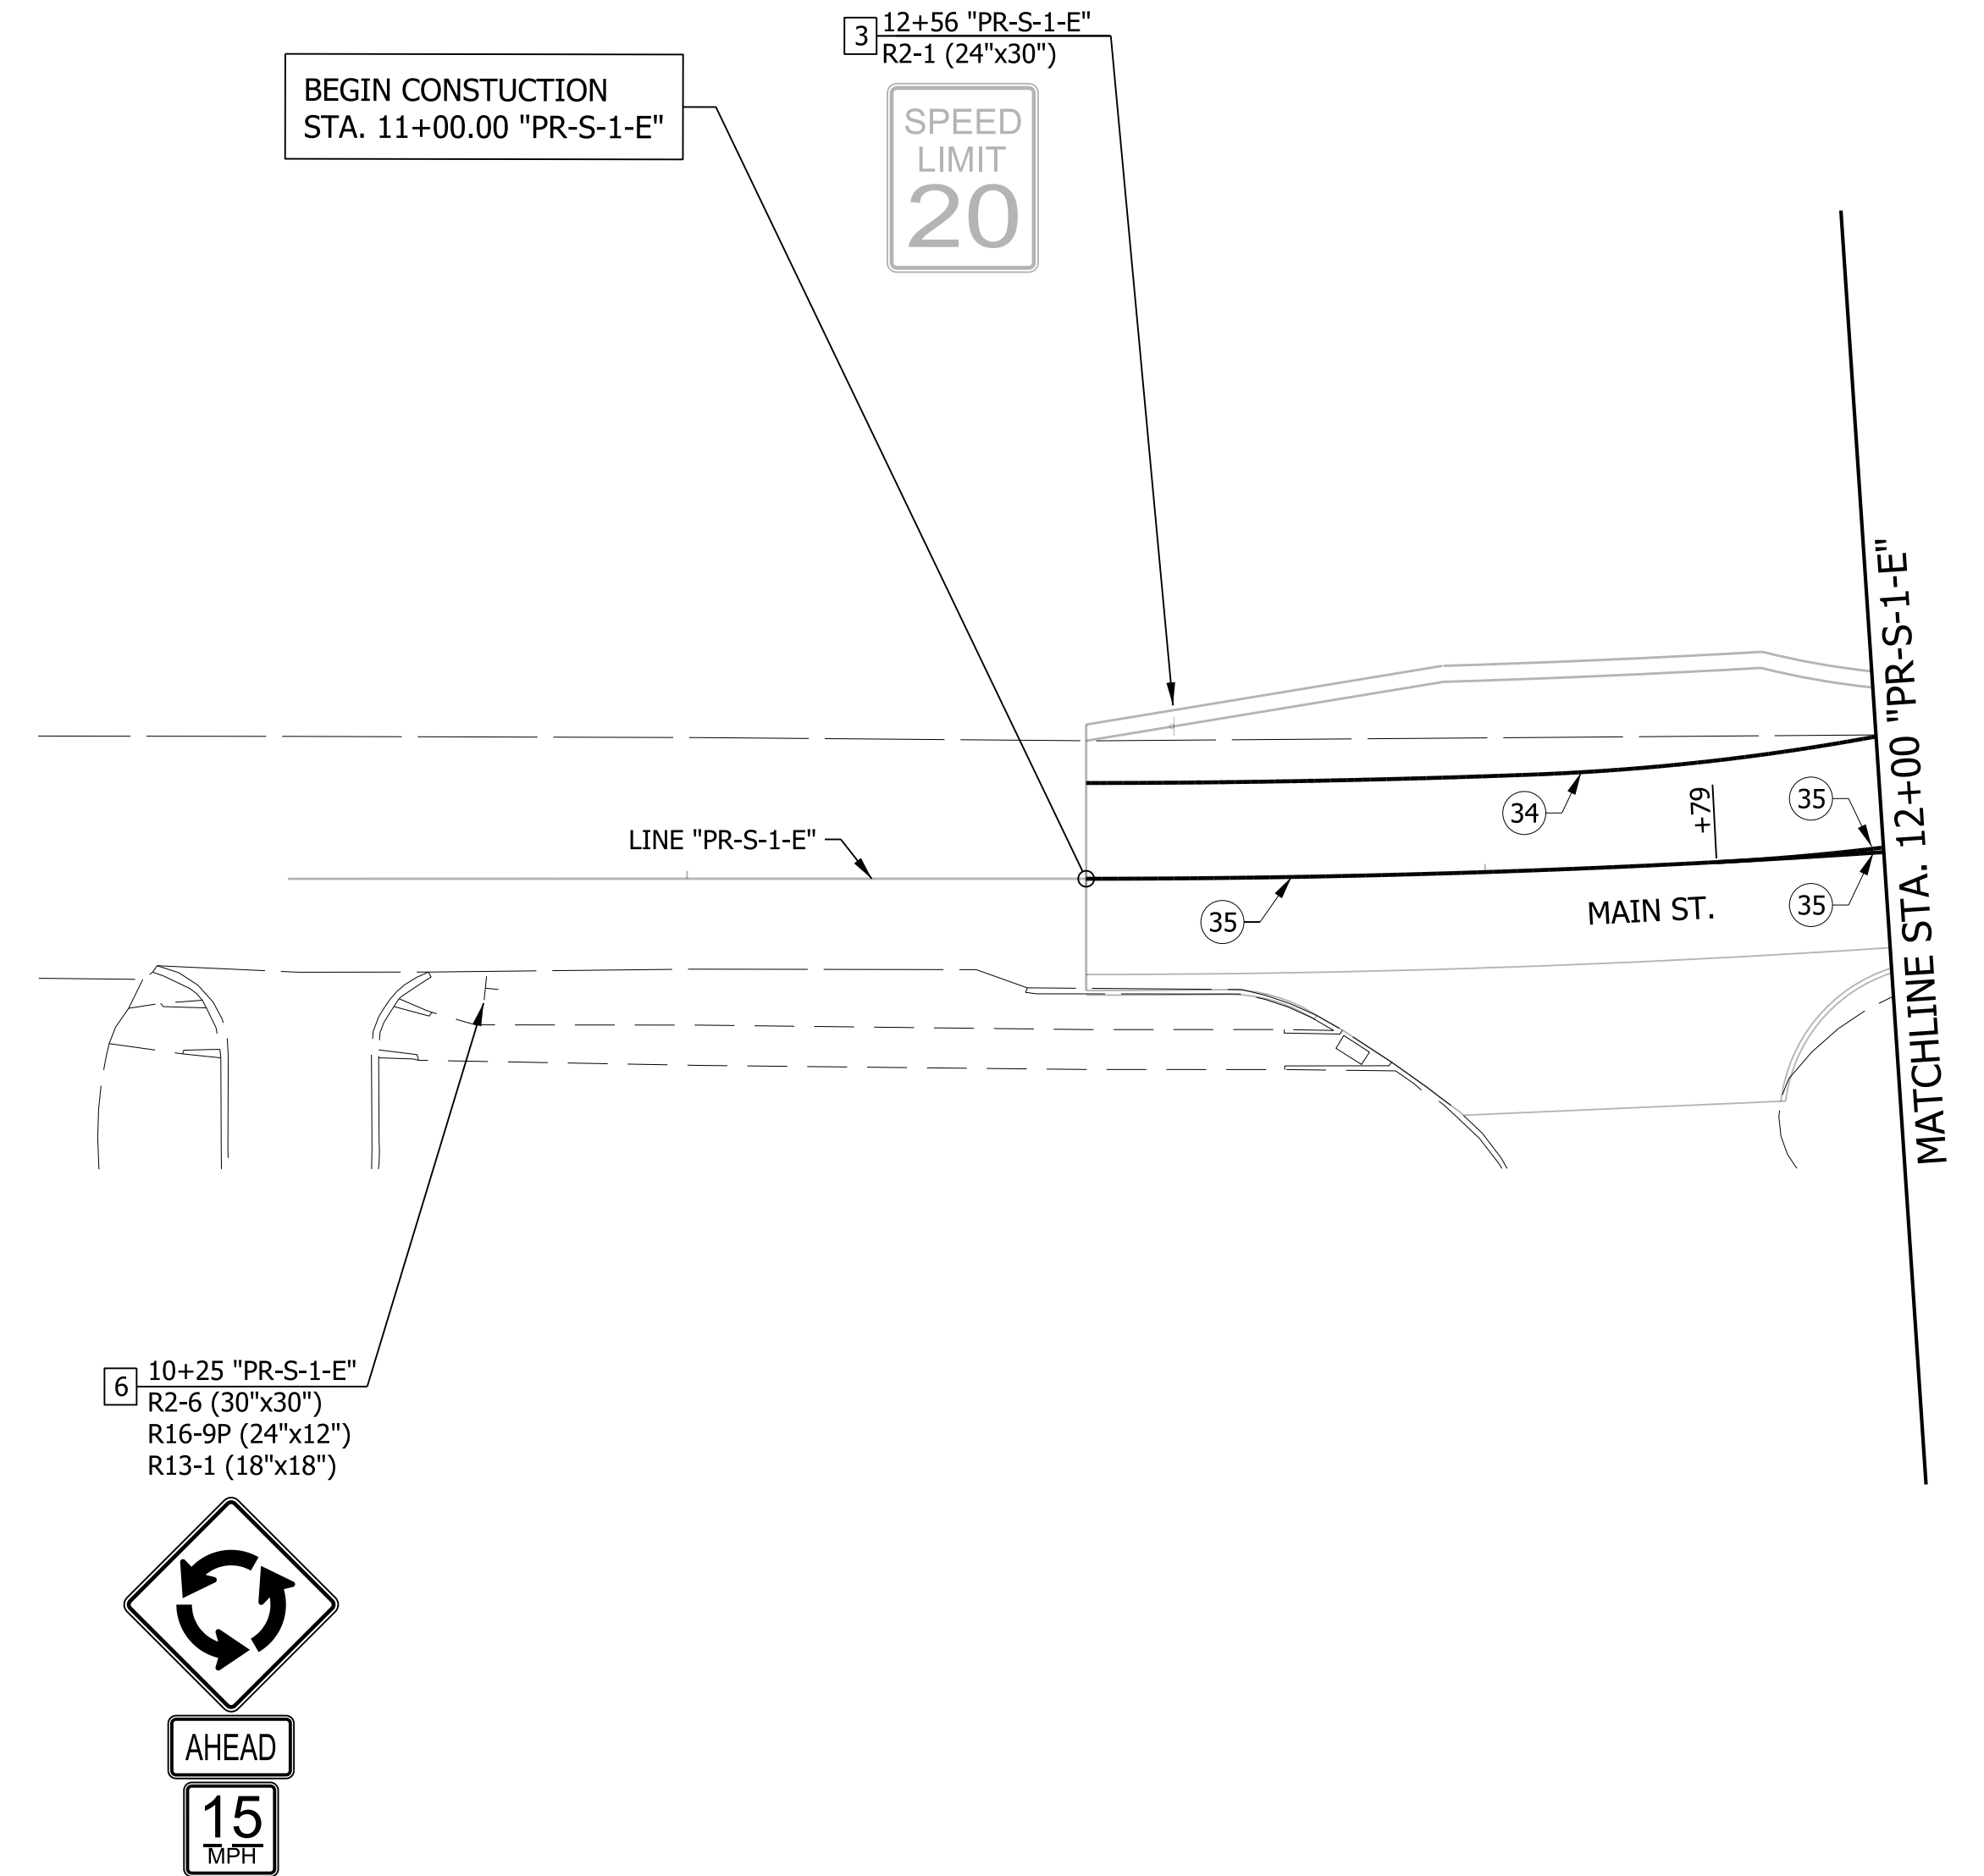 3
12+56 "PR-S-1-E"
R2-1 (24"x30")
SPEED
LIMIT
20
BEGIN CONSTUCTION
STA. 11+00.00 "PR-S-1-E"
MATCHLINE STA. 12+00 "PR-S-1-E"
34
+79
35
LINE "PR-S-1-E"
35
MAIN ST.
35
6
10+25 "PR-S-1-E"
R2-6 (30"x30")
R16-9P (24"x12")
R13-1 (18"x18")
AHEAD
15
MPH